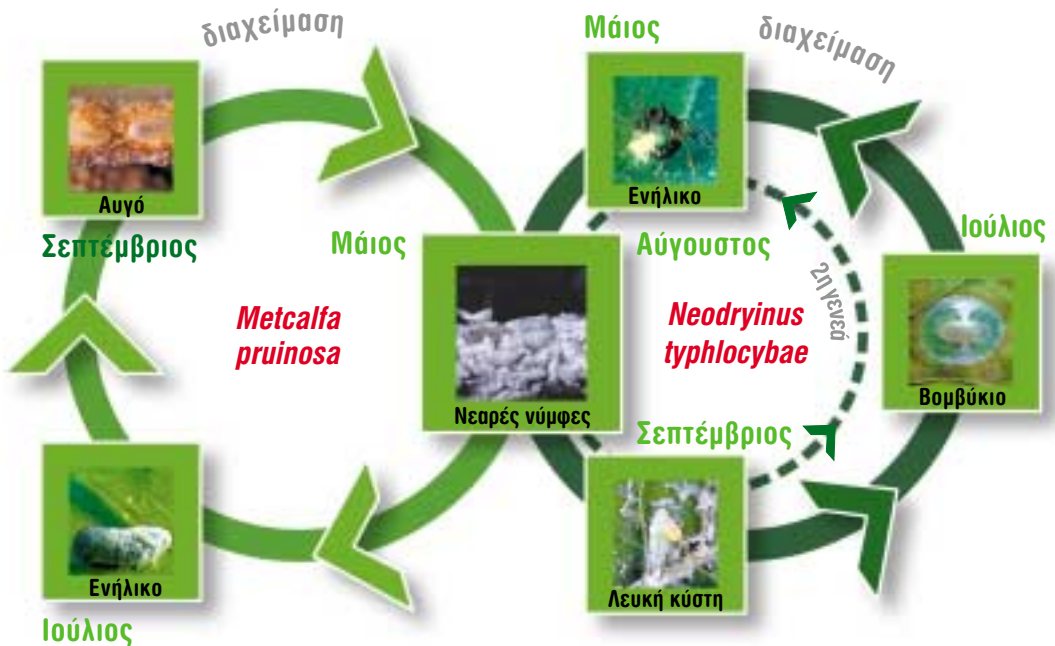 διαχείμαση
Αυγό
Σεπτέμβριος
Metcalfa
pruinosa
Ενήλικο
Ιούλιος
Μάιος
Νεαρές νύμφες
Μάιος
διαχείμαση
Ενήλικο
Αύγουστος
Neodryinus
typhlocybae
2η γενεά
Ιούλιος
Βομβύκιο
Σεπτέμβριος
Λευκή κύστη